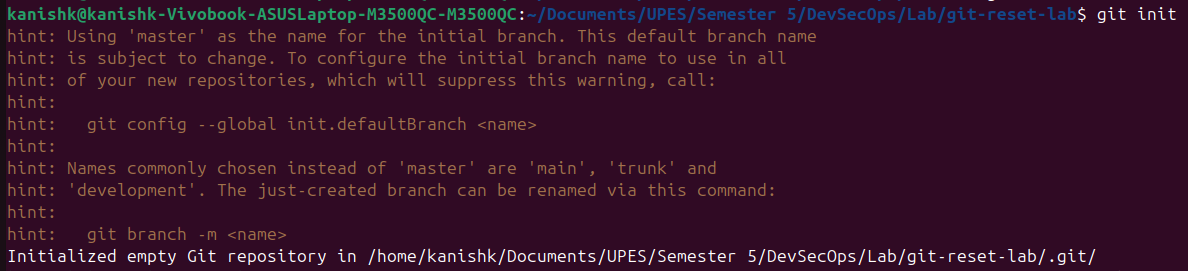 kanishk@kanishk-Vivobook-ASUSLaptop-M3500QC-M3500QC:~/Documents/UPES/Semester 5/DevSecOps/Lab/git-reset-lab$ git init
hint: Using 'master' as the name for the initial branch. This default branch name
hint: is subject to change. To configure the initial branch name to use in all
hint: of your new repositories, which will suppress this warning, call:
hint:
hint:   git config --global init.defaultBranch <name>
hint:
hint: Names commonly chosen instead of 'master' are 'main', 'trunk' and
hint: 'development'. The just-created branch can be renamed via this command:
hint:
hint:   git branch -m <name>
Initialized empty Git repository in /home/kanishk/Documents/UPES/Semester 5/DevSecOps/Lab/git-reset-lab/.git/